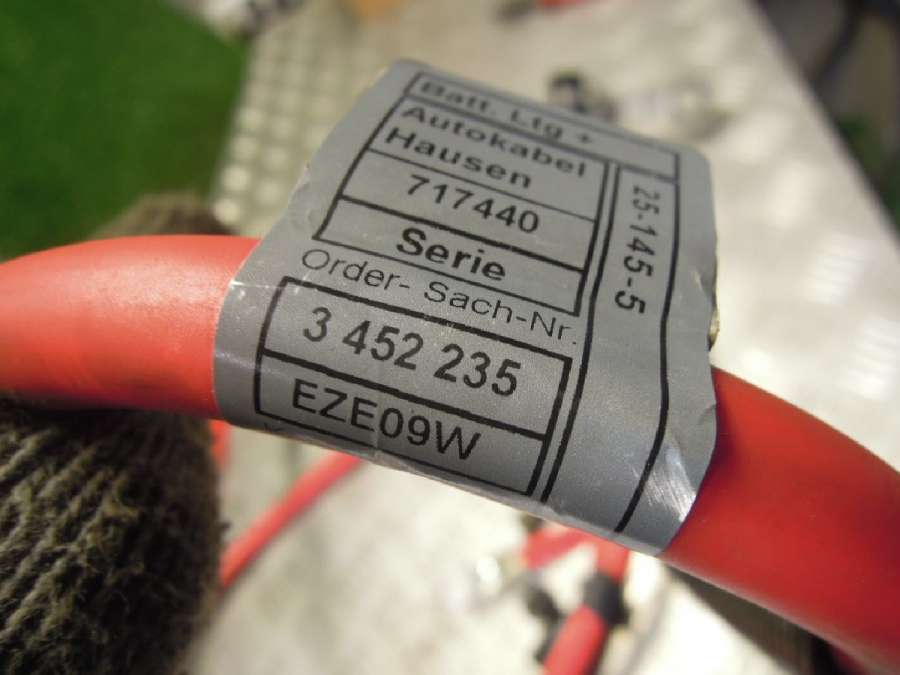 Batt. Ltg +
Autokabel
Hausen
717440
Serie
Order- Sach-Nr.
3 452 235
EZE09W
25-145-5